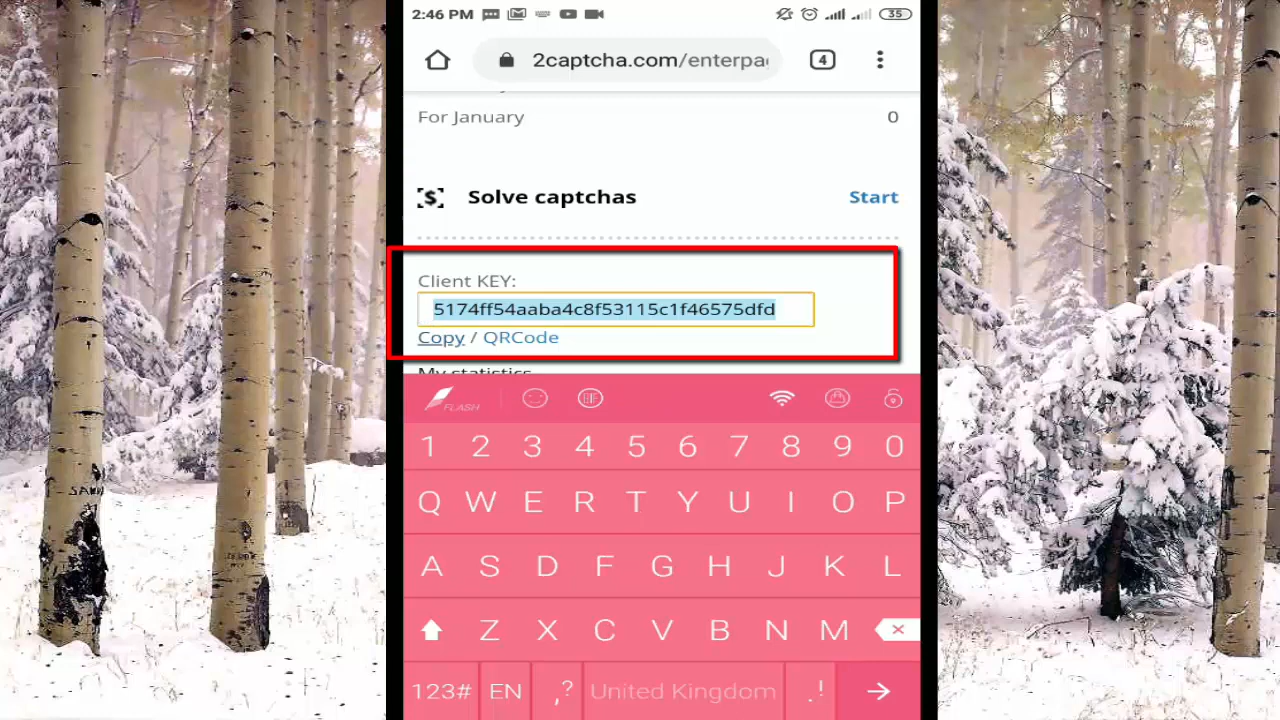 2:46 PM 35
2captcha.com/enterpa 4
For January 0
[$] Solve captchas Start
Client KEY:
5174ff54aaba4c8f53115c1f46575dfd
Copy / QRCode
My statistics
FLASH GIF
1 2 3 4 5 6 7 8 9 0
Q W E R T Y U I O P
A S D F G H J K L
Z X C V B N M
123# EN ,? United Kingdom .!